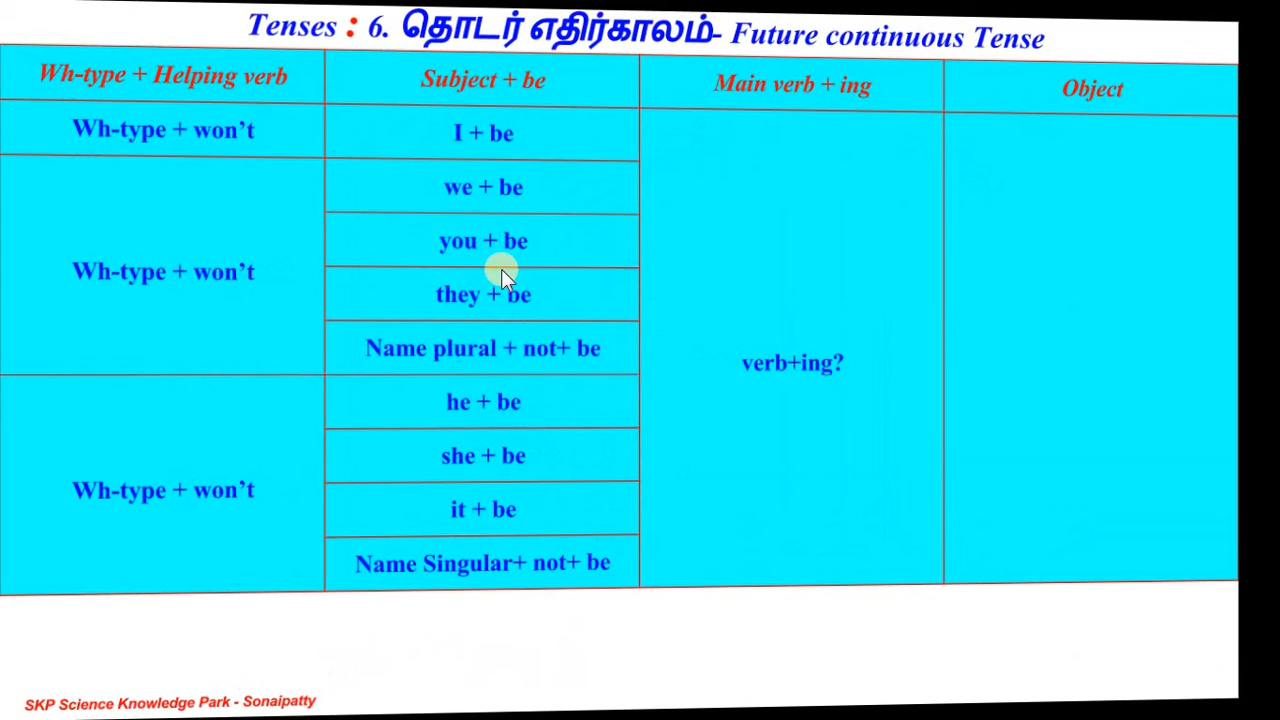 Tenses : 6. தொடர் எதிர்காலம்- Future continuous Tense
Wh-type + Helping verb
Subject + be
Main verb + ing
Object
Wh-type + won’t
I + be
we + be
you + be
Wh-type + won’t
they + be
Name plural + not+ be
verb+ing?
he + be
she + be
Wh-type + won’t
it + be
Name Singular+ not+ be
SKP Science Knowledge Park - Sonaipatty